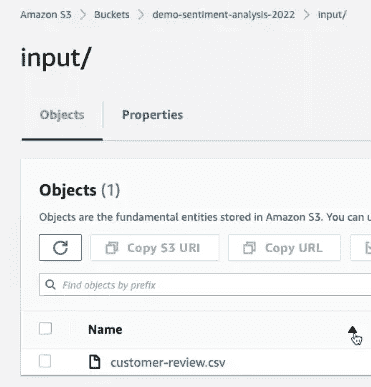 Amazon S3 > Buckets > demo-sentiment-analysis-2022 > input/
input/
Objects Properties
Objects (1)
Objects are the fundamental entities stored in Amazon S3. You can u
Copy S3 URI Copy URL
Find objects by prefix
Name
customer-review.csv